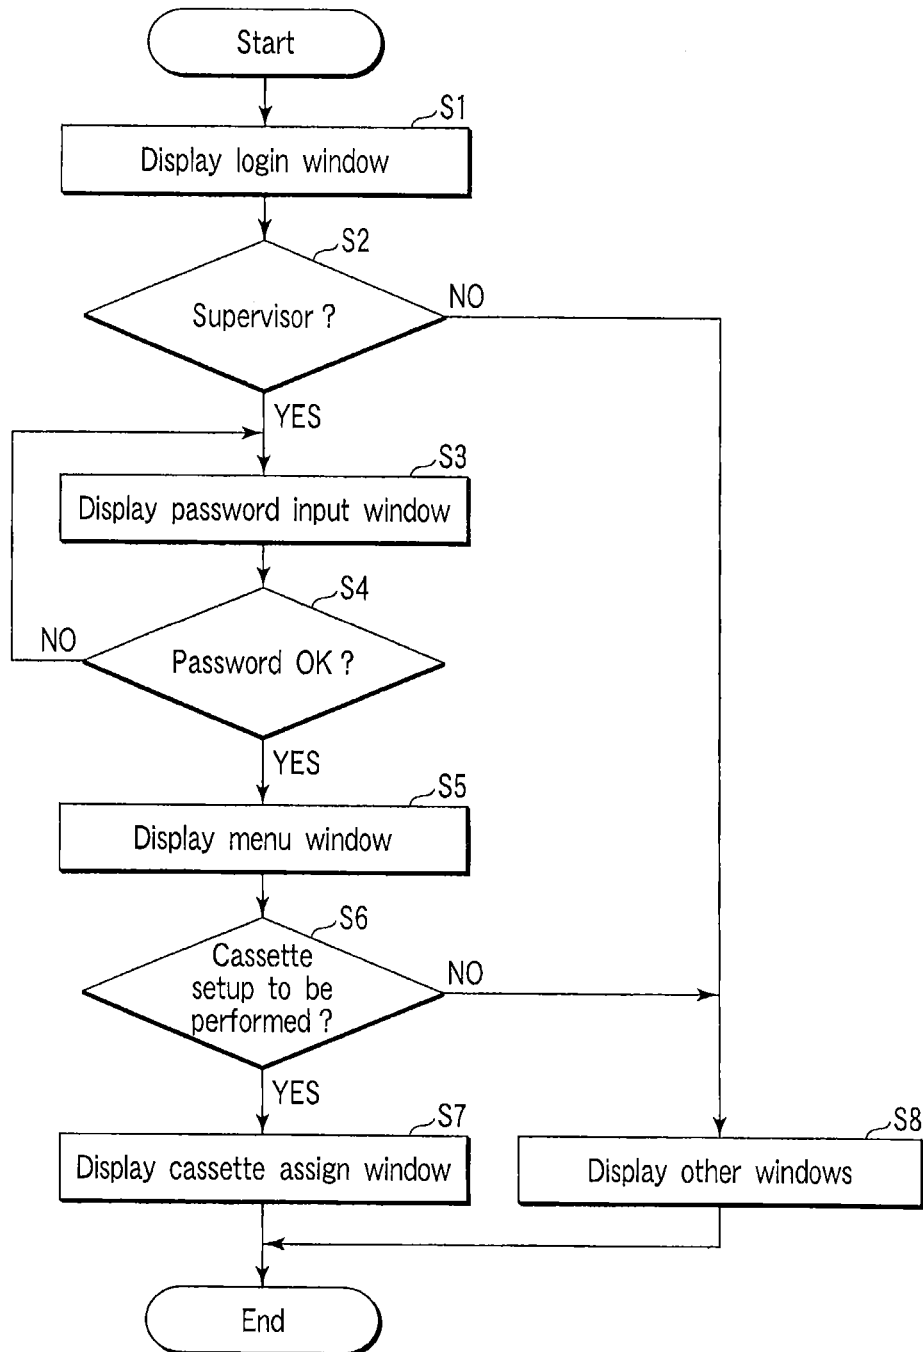 Start
S1
Display login window
S2
Supervisor?
NO
YES
S3
Display password input window
S4
NO
Password OK?
YES
S5
Display menu window
S6
Cassette
setup to be
performed?
NO
YES
S7
Display cassette assign window
S8
Display other windows
End